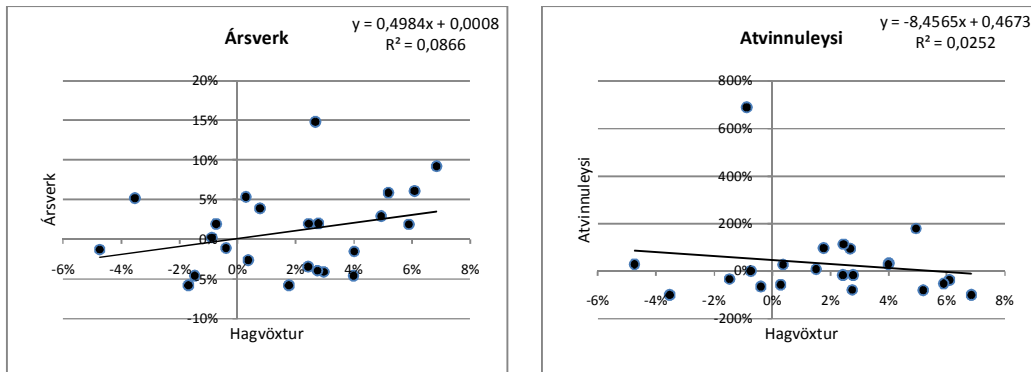 Ársverk
y = 0,4984x + 0,0008
R² = 0,0866
20%
15%
10%
5%
0%
-5%
-10%
-6%
-4%
-2%
0%
2%
4%
6%
8%
Ársverk
Hagvöxtur
Atvinnuleysi
y = -8,4565x + 0,4673
R² = 0,0252
800%
600%
400%
200%
0%
-200%
-6%
-4%
-2%
0%
2%
4%
6%
8%
Atvinnuleysi
Hagvöxtur